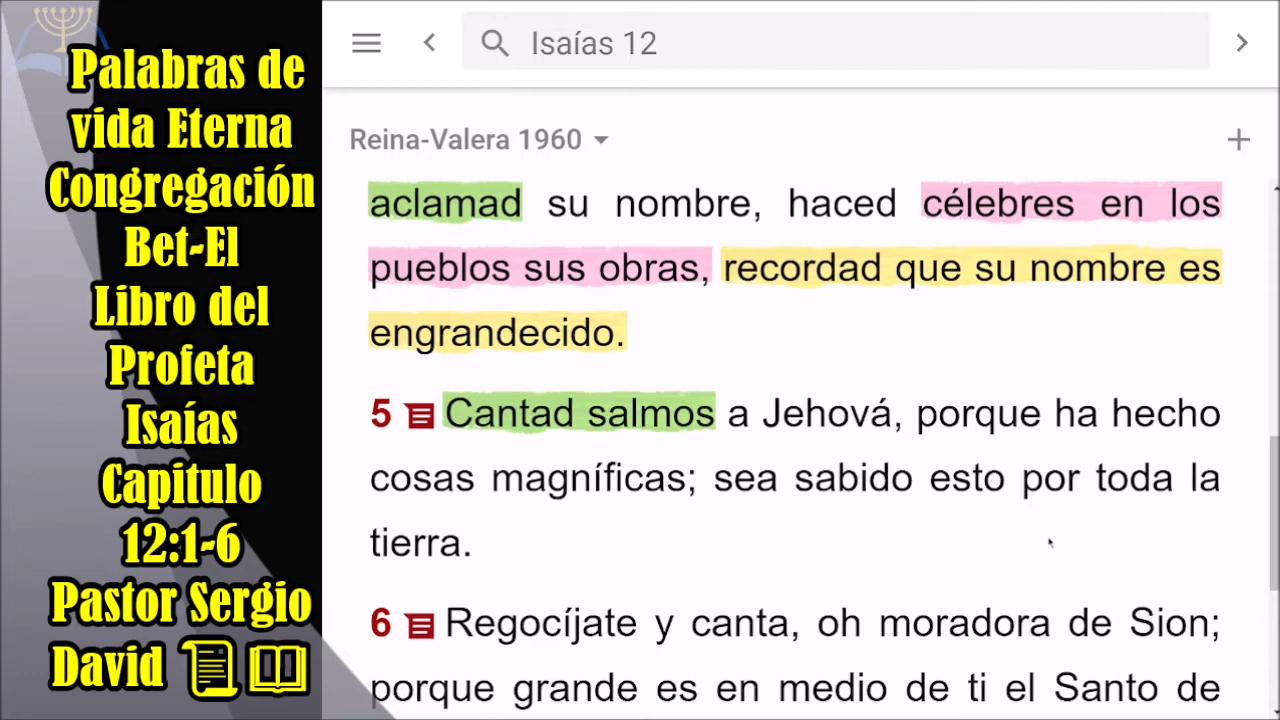 Palabras de
vida Eterna
Congregación
Bet-El
Libro del
Profeta
Isaías
Capitulo
12:1-6
Pastor Sergio
David
Isaías 12
Reina-Valera 1960
aclamad su nombre, haced célebres en los
pueblos sus obras, recordad que su nombre es
engrandecido.
5 Cantad salmos a Jehová, porque ha hecho
cosas magníficas; sea sabido esto por toda la
tierra.
6 Regocíjate y canta, oh moradora de Sion;
porque grande es en medio de ti el Santo de